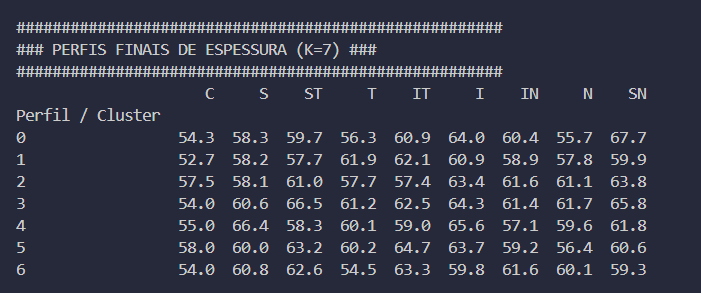 ######################################################
### PERFIS FINAIS DE ESPESSURA (K=7) ###
######################################################
C S ST T IT I IN N SN
Perfil / Cluster
0 54.3 58.3 59.7 56.3 60.9 64.0 60.4 55.7 67.7
1 52.7 58.2 57.7 61.9 62.1 60.9 58.9 57.8 59.9
2 57.5 58.1 61.0 57.7 57.4 63.4 61.6 61.1 63.8
3 54.0 60.6 66.5 61.2 62.5 64.3 61.4 61.7 65.8
4 55.0 66.4 58.3 60.1 59.0 65.6 57.1 59.6 61.8
5 58.0 60.0 63.2 60.2 64.7 63.7 59.2 56.4 60.6
6 54.0 60.8 62.6 54.5 63.3 59.8 61.6 60.1 59.3